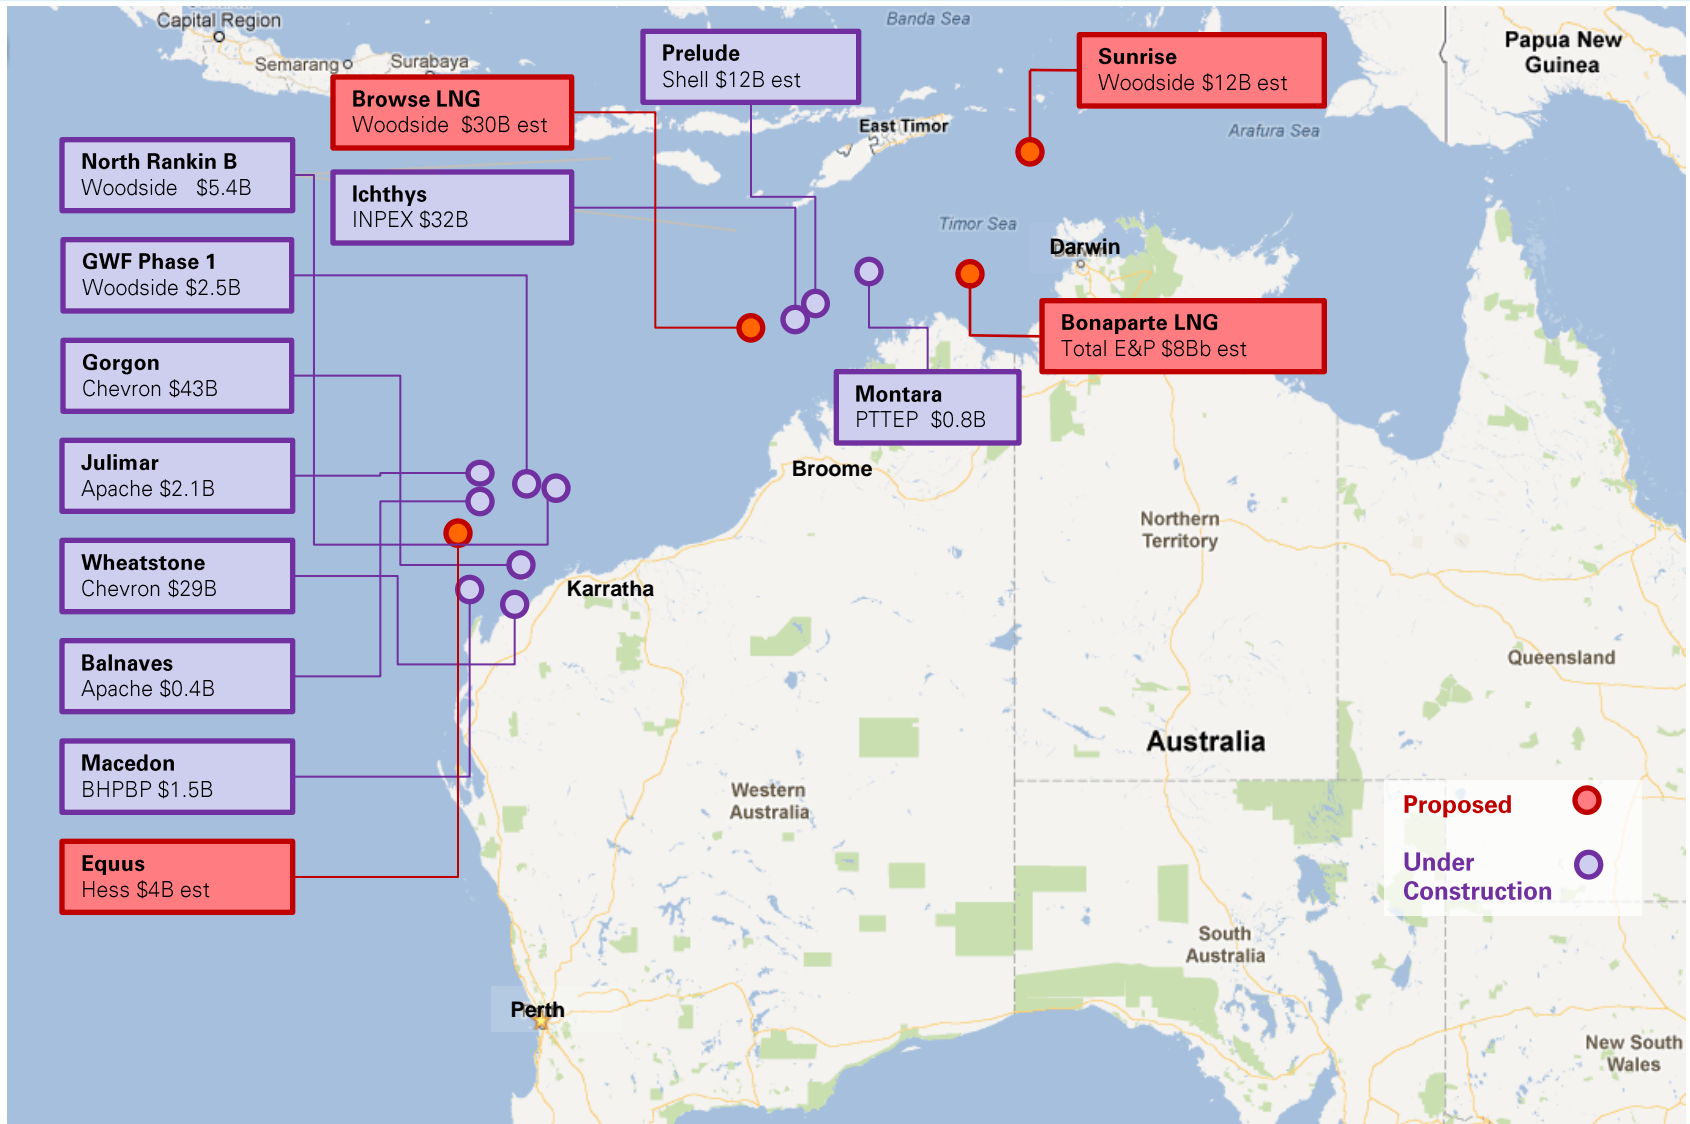 Capital Region
Banda Sea
Semarang
Surabaya
Papua New
Guinea
Prelude
Shell $12B est
Sunrise
Woodside $12B est
Browse LNG
Woodside $30B est
East Timor
Arafura Sea
North Rankin B
Woodside $5.4B
Ichthys
INPEX $32B
Timor Sea
Darwin
GWF Phase 1
Woodside $2.5B
Bonaparte LNG
Total E&P $8Bb est
Gorgon
Chevron $43B
Montara
PTTEP $0.8B
Julimar
Apache $2.1B
Broome
Northern
Territory
Wheatstone
Chevron $29B
Karratha
Balnaves
Apache $0.4B
Queensland
Australia
Macedon
BHPBP $1.5B
Western
Australia
Proposed
Equus
Hess $4B est
Under
Construction
South
Australia
Perth
New South
Wales